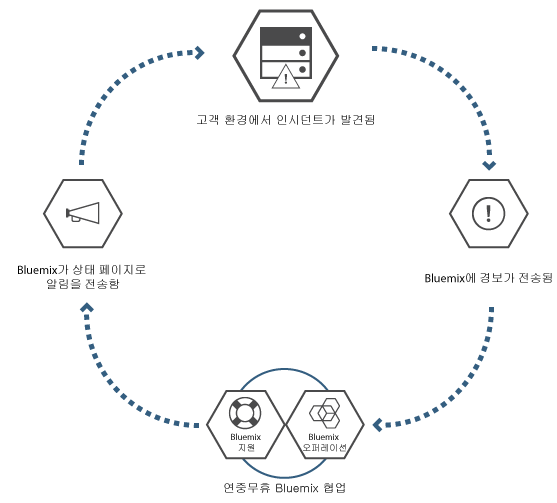 고객 환경에서 인시던트가 발견됨
Bluemix에 경보가 전송됨
Bluemix
지원
Bluemix
오퍼레이션
연중무휴 Bluemix 협업
Bluemix가 상태 페이지로
알림을 전송함